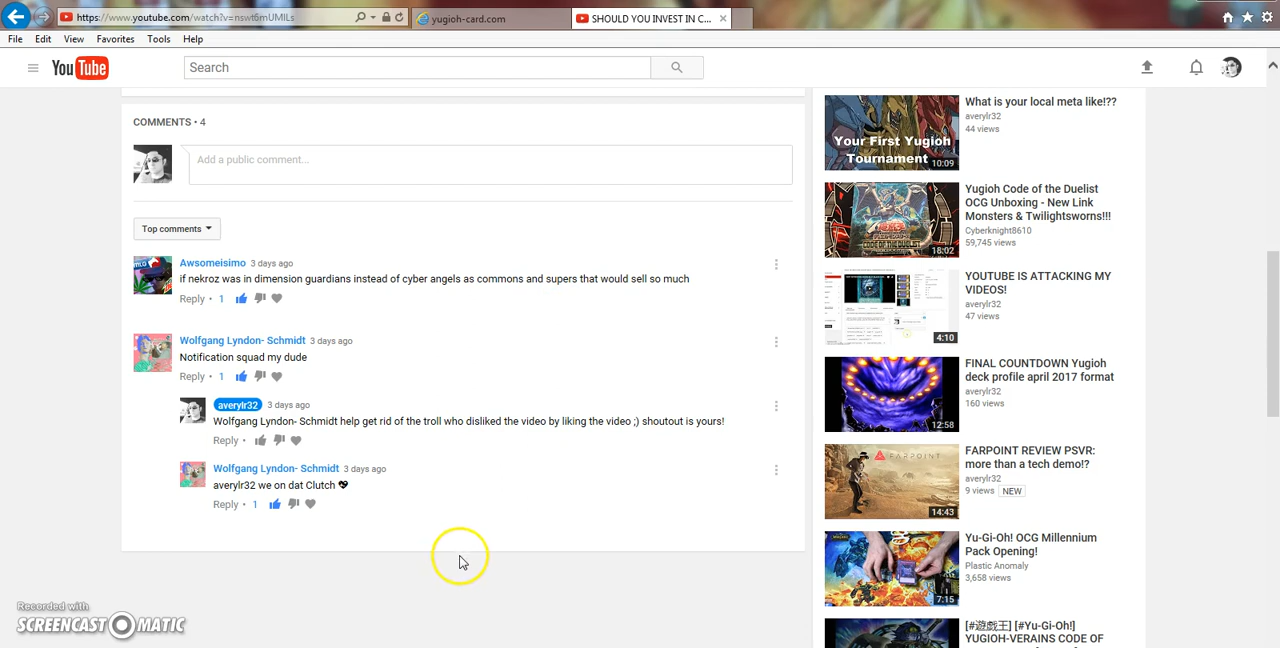 https://www.youtube.com/watch?v=nswt6mUMILs
yugioh-card.com
SHOULD YOU INVEST IN C...
File Edit View Favorites Tools Help
YouTube
Search
COMMENTS • 4
Add a public comment...
Top comments
Awsomeisimo 3 days ago
if nekroz was in dimension guardians instead of cyber angels as commons and supers that would sell so much
Reply • 1
Wolfgang Lyndon- Schmidt 3 days ago
Notification squad my dude
Reply • 1
averylr32 3 days ago
Wolfgang Lyndon- Schmidt help get rid of the troll who disliked the video by liking the video ;) shoutout is yours!
Reply •
Wolfgang Lyndon- Schmidt 3 days ago
averylr32 we on dat Clutch 💖
Reply • 1
Your First Yugioh
Tournament
10:09
What is your local meta like!??
averylr32
44 views
18:02
Yugioh Code of the Duelist
OCG Unboxing - New Link
Monsters & Twilightsworns!!!
Cyberknight8610
59,745 views
4:10
YOUTUBE IS ATTACKING MY
VIDEOS!
averylr32
47 views
12:58
FINAL COUNTDOWN Yugioh
deck profile april 2017 format
averylr32
160 views
FARPOINT
14:43
FARPOINT REVIEW PSVR:
more than a tech demo!?
averylr32
9 views NEW
7:15
Yu-Gi-Oh! OCG Millennium
Pack Opening!
Plastic Anomaly
3,658 views
[#遊戯王] [#Yu-Gi-Oh!]
YUGIOH-VERAINS CODE OF
Recorded with
SCREENCAST-O-MATIC